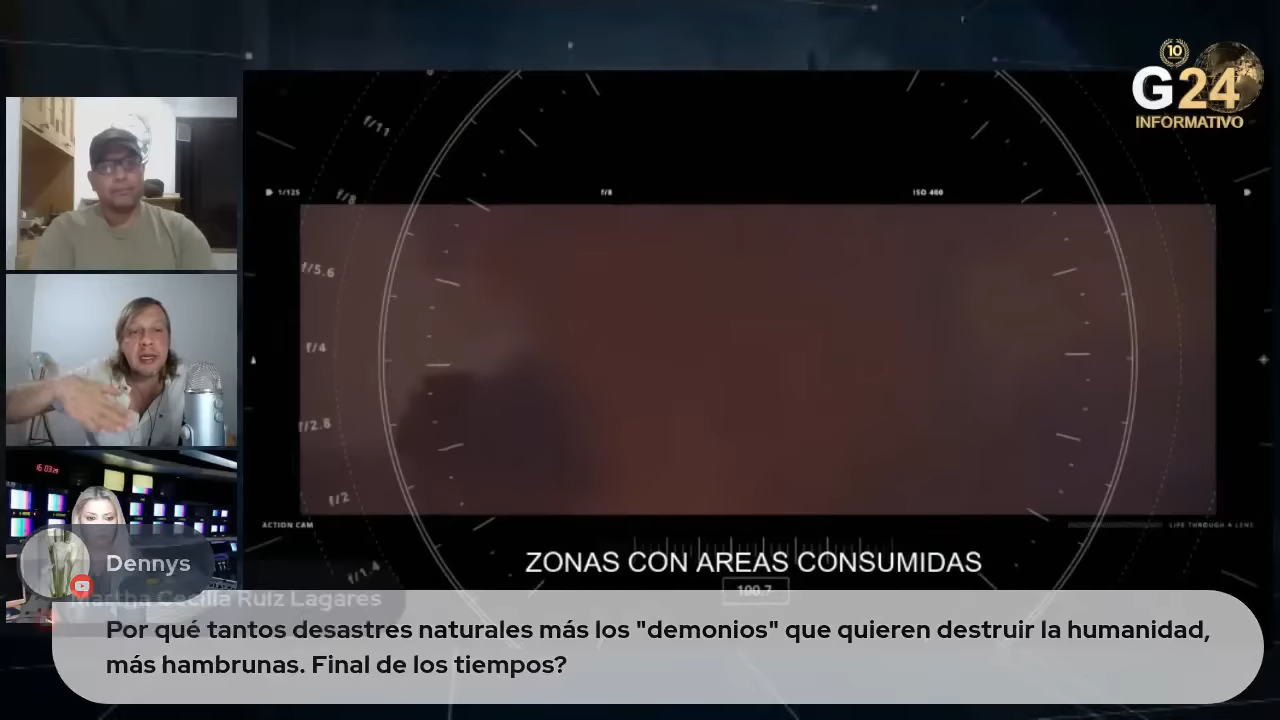 10
G24
INFORMATIVO
f/11
1/125
f/8
f/8
ISO 400
f/5.6
f/4
f/2.8
f/2
ACTION CAM
LIFE THROUGH A LENS
ZONAS CON AREAS CONSUMIDAS
f/1.4
100.7
Dennys
Martha Cecilia Ruiz Lagares
Por qué tantos desastres naturales más los "demonios" que quieren destruir la humanidad,
más hambrunas. Final de los tiempos?